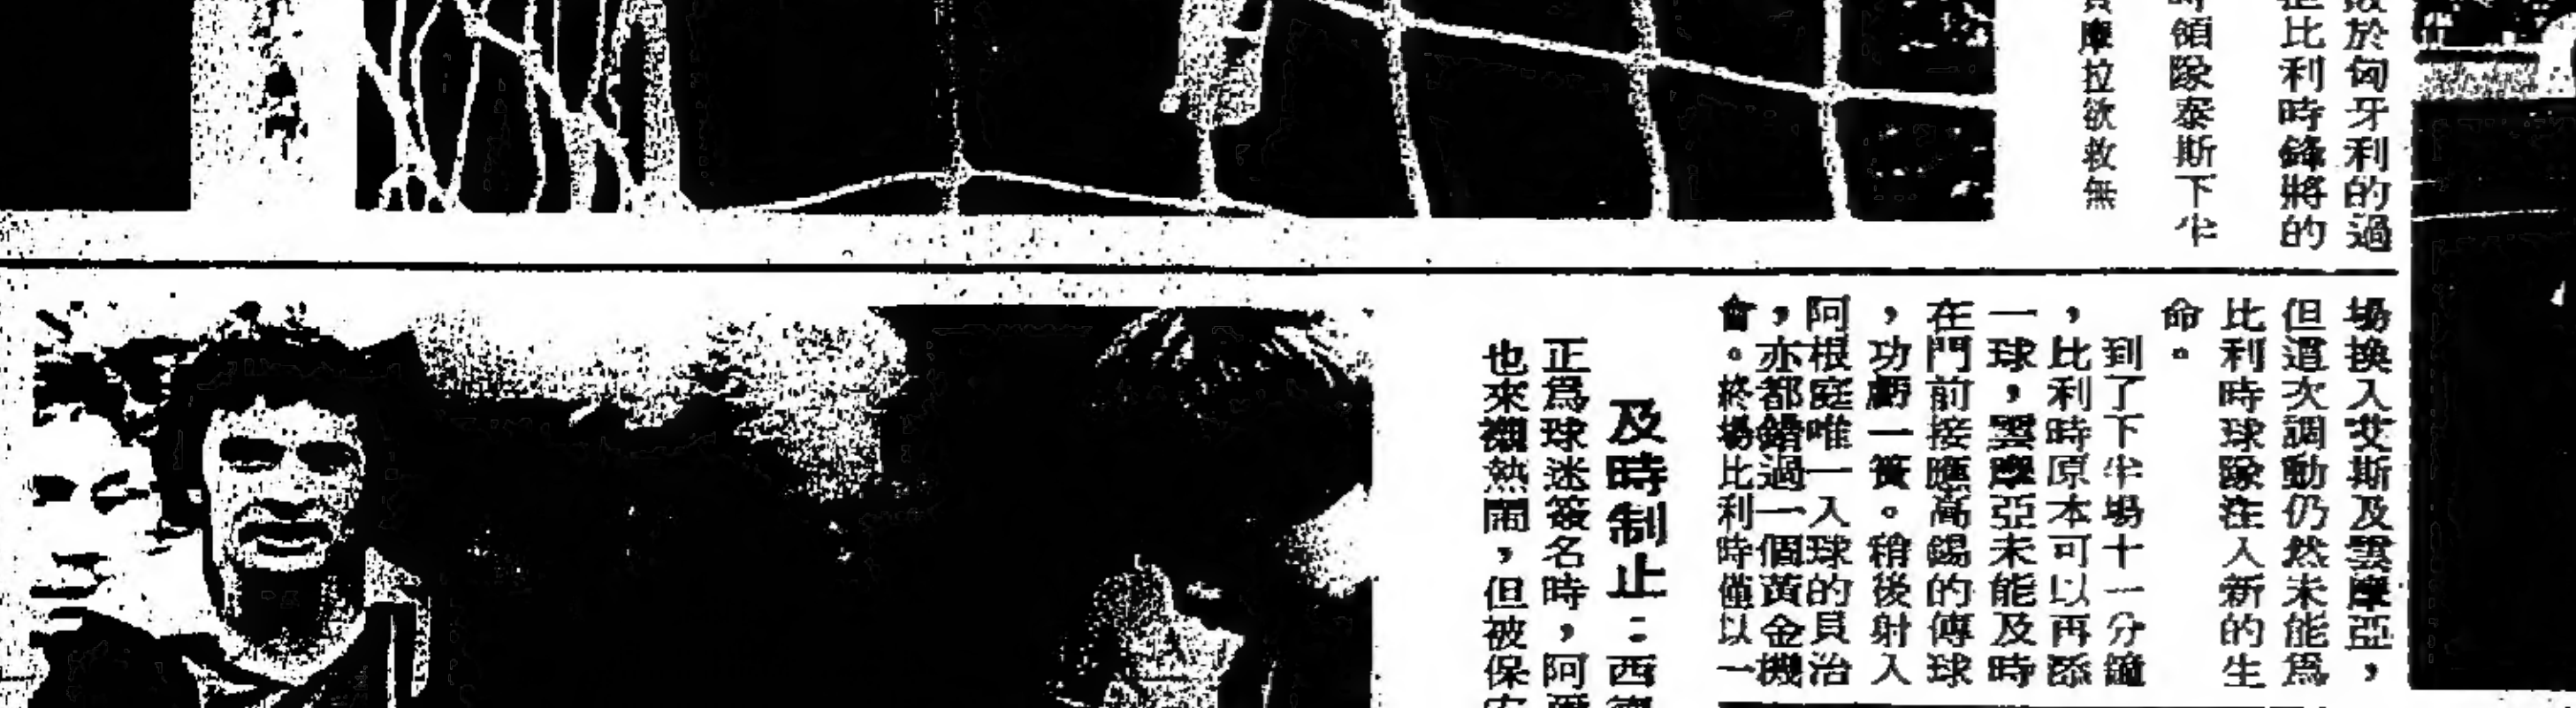 於匈牙利的過
比利時鋒將的
領隊泰斯下半
摩拉欲救無
場換入艾斯及雲摩亞，
但這次調動仍然未能為
比利時球隊注入新的生
命。
到了下半場十一分鐘
，比利時原本可以再添
一球，雲摩亞未能及時
在門前接應高錫的傳球
，功虧一簣。稍後射入
阿根庭唯一入球的貝治
，亦都錯過一個黃金機
會。終場比利時僅以一
及時制止：西
正為球迷簽名時，阿
也來湊熱鬧，但被保